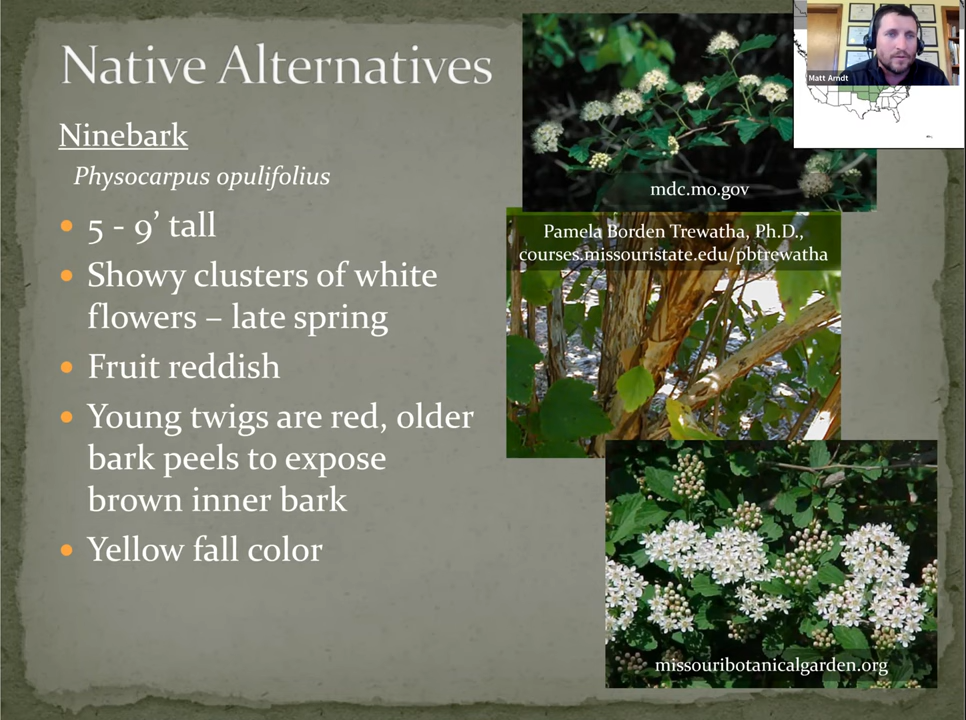 Native Alternatives
Ninebark
Physocarpus opulifolius
5 - 9’ tall
Showy clusters of white
flowers – late spring
Fruit reddish
Young twigs are red, older
bark peels to expose
brown inner bark
Yellow fall color
mdc.mo.gov
Pamela Borden Trewatha, Ph.D.,
courses.missouristate.edu/pbtrewatha
missouribotanicalgarden.org
Matt Arndt